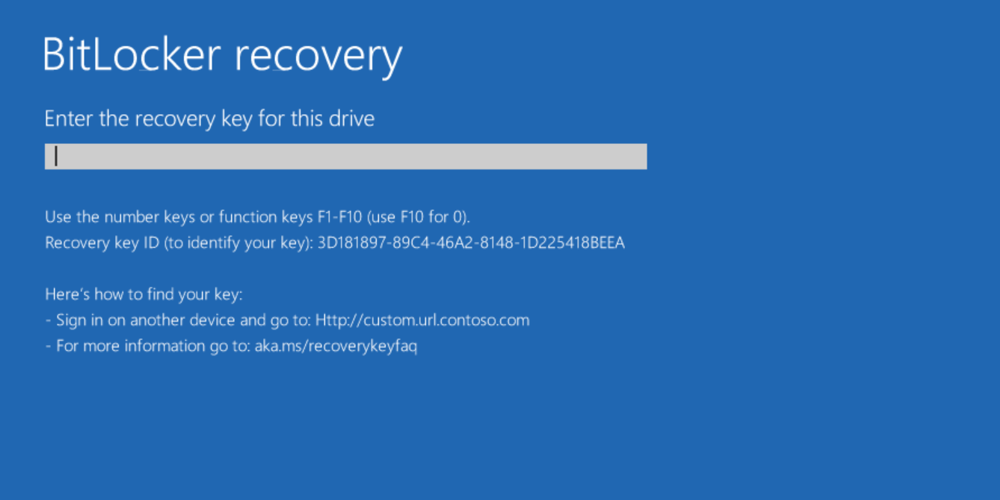 BitLocker recovery
Enter the recovery key for this drive
Use the number keys or function keys F1-F10 (use F10 for 0).
Recovery key ID (to identify your key): 3D181897-89C4-46A2-8148-1D225418BEEA
Here's how to find your key:
- Sign in on another device and go to: Http://custom.url.contoso.com
- For more information go to: aka.ms/recoverykeyfaq